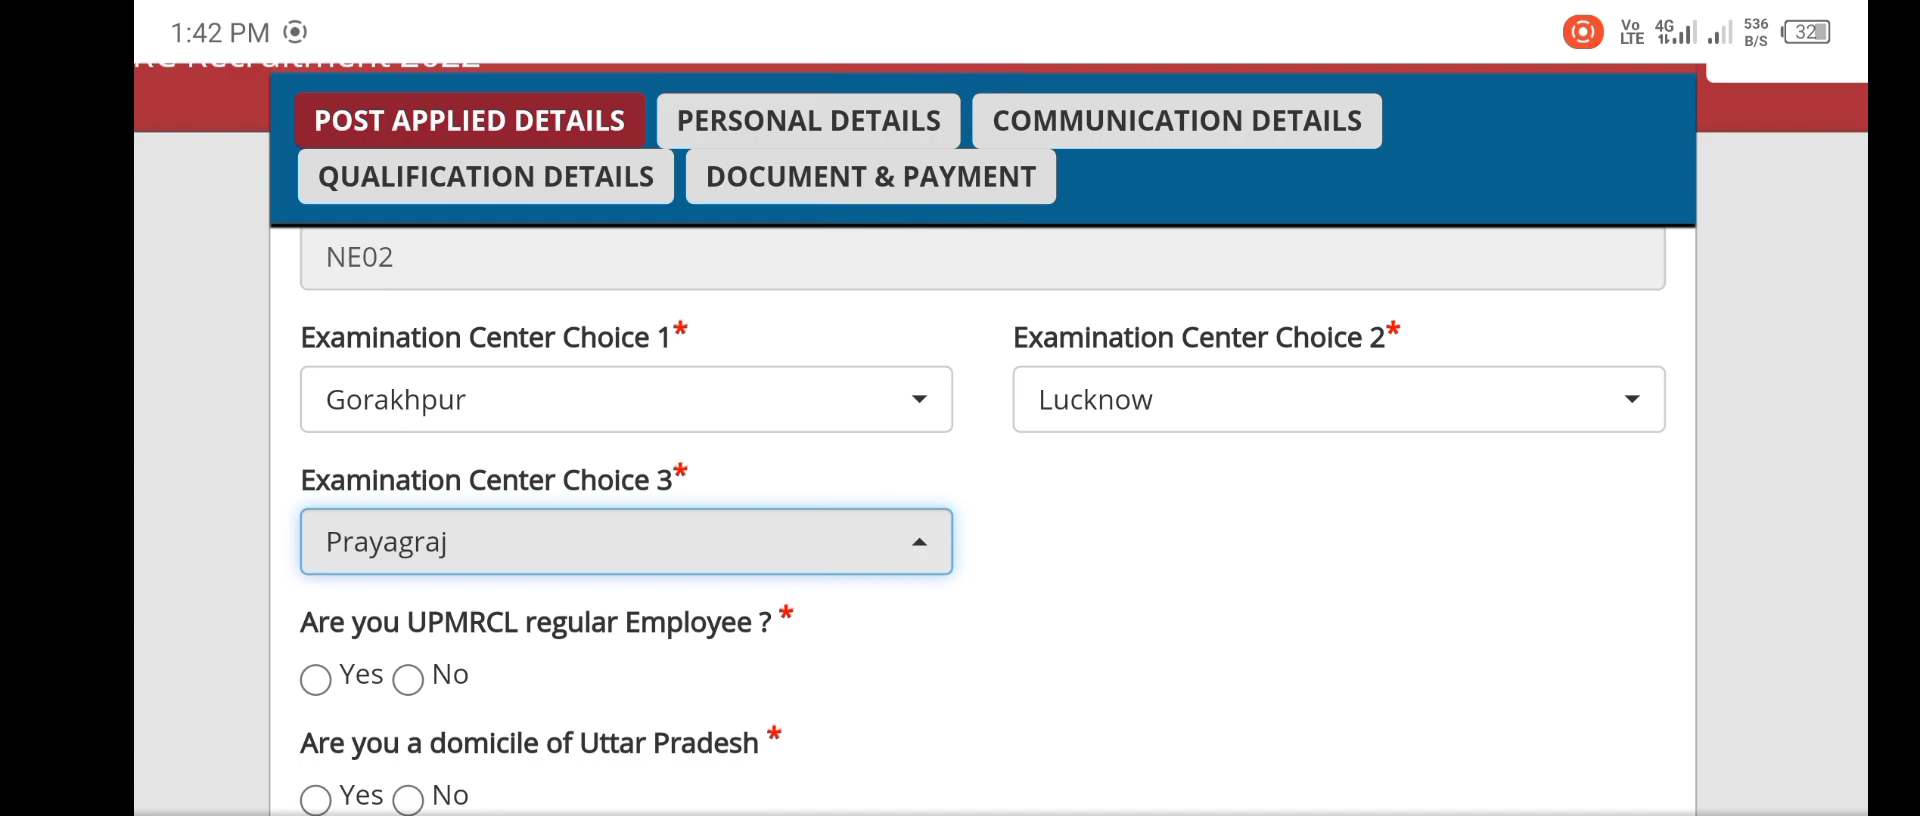 1:42 PM
Vo LTE 4G 536 B/S 32
Recruitment 2022
POST APPLIED DETAILS PERSONAL DETAILS COMMUNICATION DETAILS
QUALIFICATION DETAILS DOCUMENT & PAYMENT
NE02
Examination Center Choice 1* Examination Center Choice 2*
Gorakhpur Lucknow
Examination Center Choice 3*
Prayagraj
Are you UPMRCL regular Employee ? *
Yes No
Are you a domicile of Uttar Pradesh *
Yes No